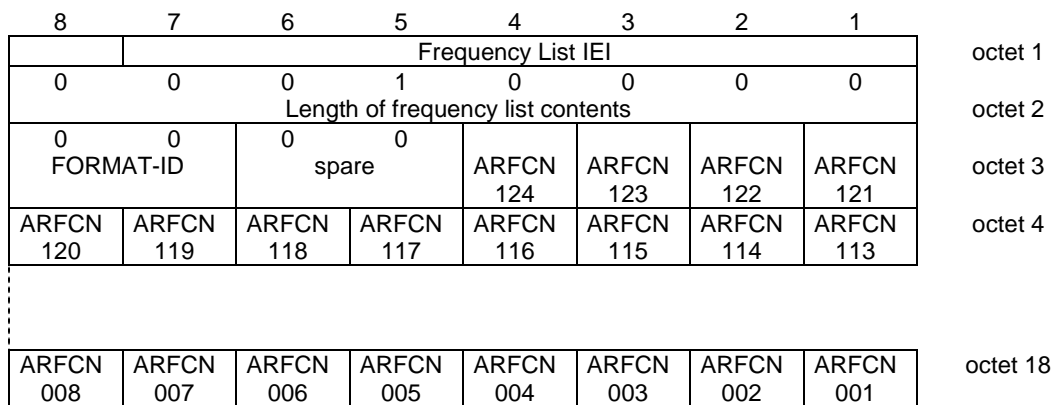 8 7 6 5 4 3 2 1
Frequency List IEI octet 1
0 0 0 1 0 0 0 0
Length of frequency list contents octet 2
0 0 0 0
FORMAT-ID spare ARFCN ARFCN ARFCN ARFCN octet 3
124 123 122 121
ARFCN ARFCN ARFCN ARFCN ARFCN ARFCN ARFCN ARFCN octet 4
120 119 118 117 116 115 114 113
ARFCN ARFCN ARFCN ARFCN ARFCN ARFCN ARFCN ARFCN octet 18
008 007 006 005 004 003 002 001